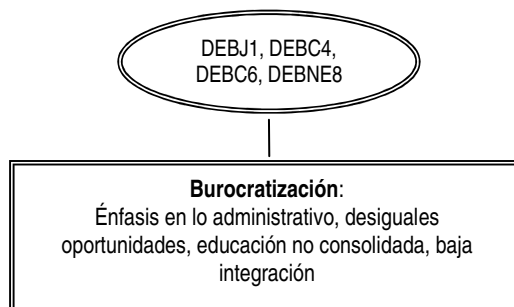 DEBJ1, DEBC4,
DEBC6, DEBNE8
Burocratización:
Énfasis en lo administrativo, desiguales
oportunidades, educación no consolidada, baja
integración